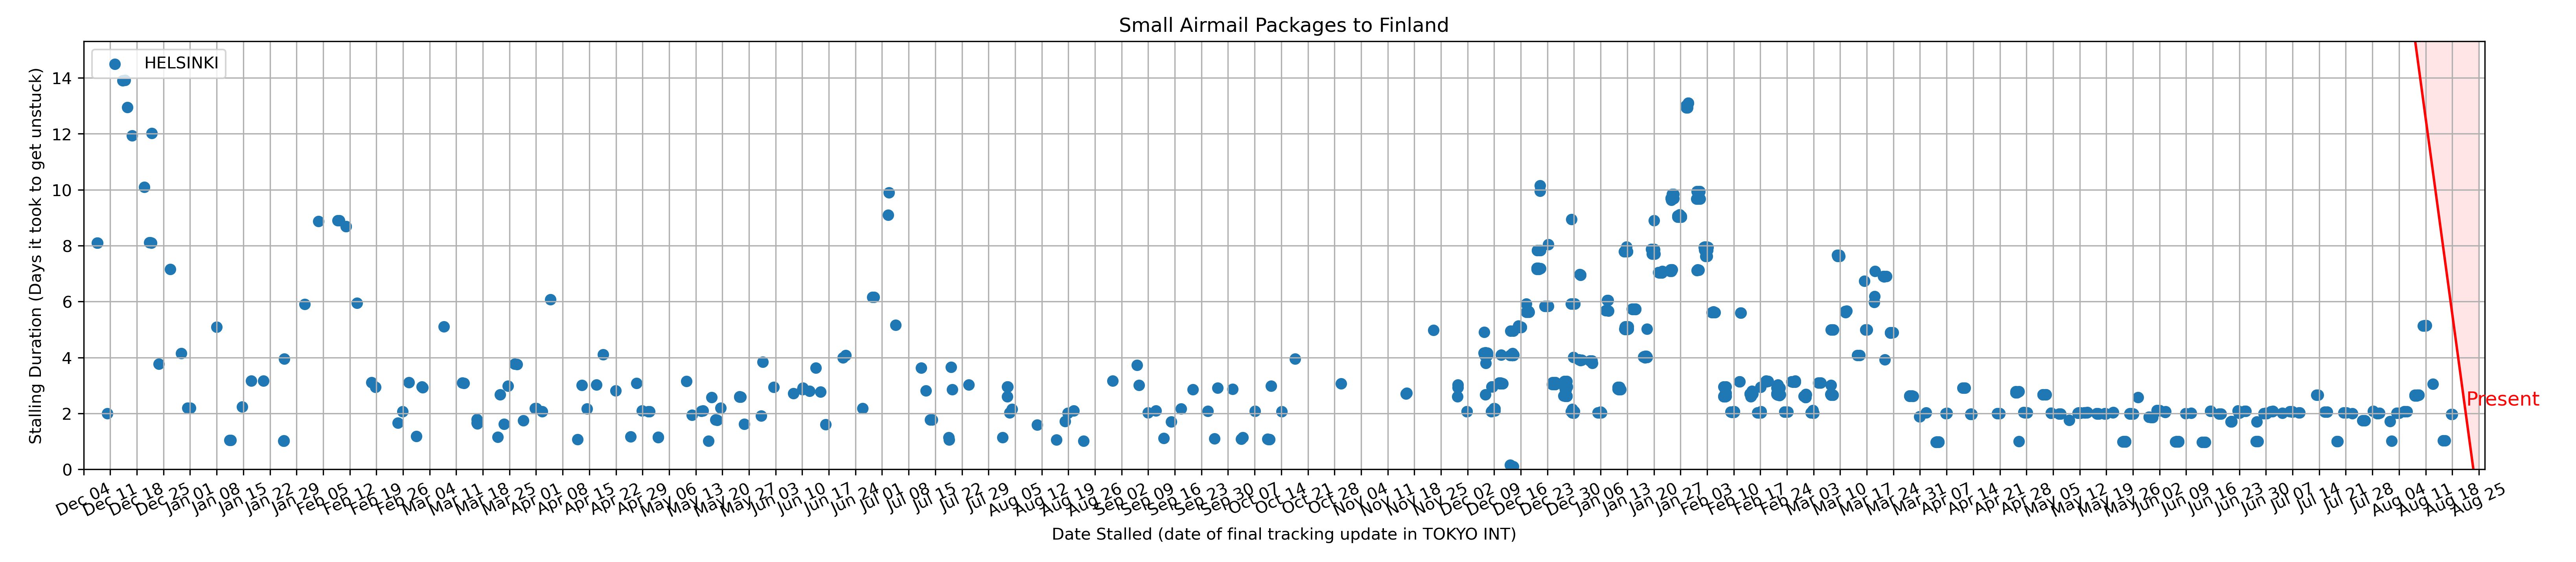 Small Airmail Packages to Finland
HELSINKI
Stalling Duration (Days it took to get unstuck)
14
12
10
8
6
4
2
0
Present
Dec 04
Dec 11
Dec 18
Dec 25
Jan 01
Jan 08
Jan 15
Jan 22
Jan 29
Feb 05
Feb 12
Feb 19
Feb 26
Mar 04
Mar 11
Mar 18
Mar 25
Apr 01
Apr 08
Apr 15
Apr 22
Apr 29
May 06
May 13
May 20
May 27
Jun 03
Jun 10
Jun 17
Jun 24
Jul 01
Jul 08
Jul 15
Jul 22
Jul 29
Aug 05
Aug 12
Aug 19
Aug 26
Sep 02
Sep 09
Sep 16
Sep 23
Sep 30
Oct 07
Oct 14
Oct 21
Oct 28
Nov 04
Nov 11
Nov 18
Nov 25
Dec 02
Dec 09
Dec 16
Dec 23
Dec 30
Jan 06
Jan 13
Jan 20
Jan 27
Feb 03
Feb 10
Feb 17
Feb 24
Mar 03
Mar 10
Mar 17
Mar 24
Mar 31
Apr 07
Apr 14
Apr 21
Apr 28
May 05
May 12
May 19
May 26
Jun 02
Jun 09
Jun 16
Jun 23
Jun 30
Jul 07
Jul 14
Jul 21
Jul 28
Aug 04
Aug 11
Aug 18
Aug 25
Date Stalled (date of final tracking update in TOKYO INT)